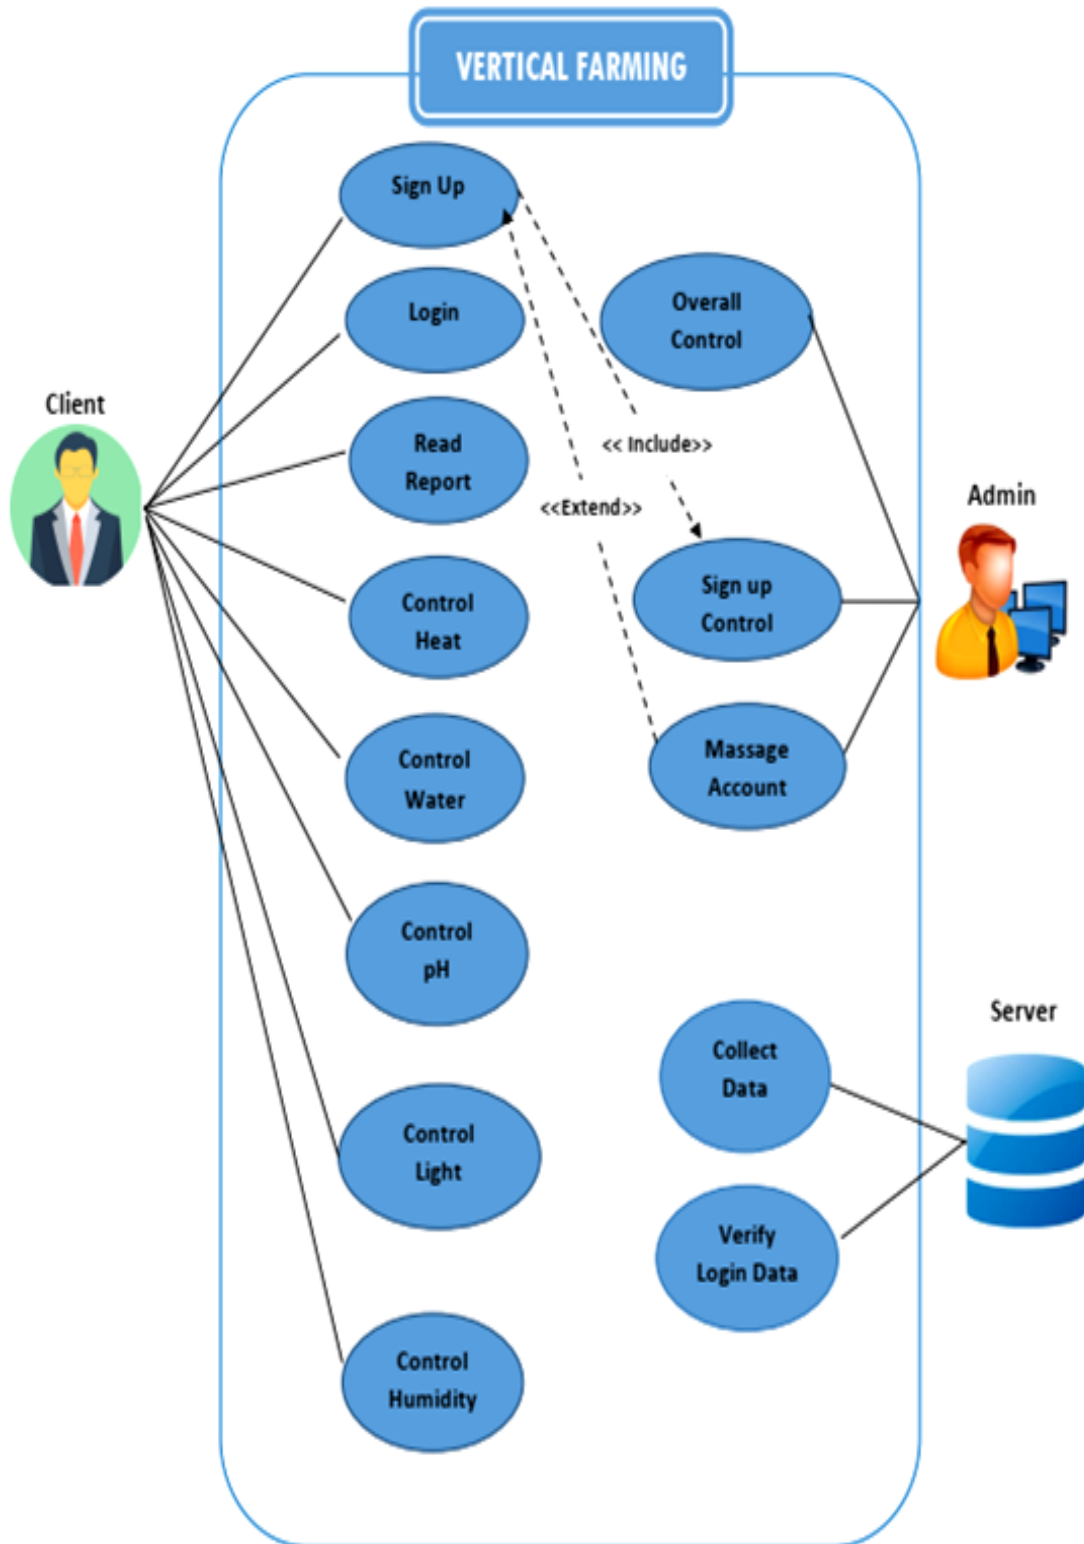 VERTICAL FARMING
Sign Up
Login
Read
Report
Control
Heat
Control
Water
Control
pH
Control
Light
Control
Humidity
Client
<< Include>>
<<Extend>>
Overall
Control
Sign up
Control
Massage
Account
Admin
Collect
Data
Verify
Login Data
Server